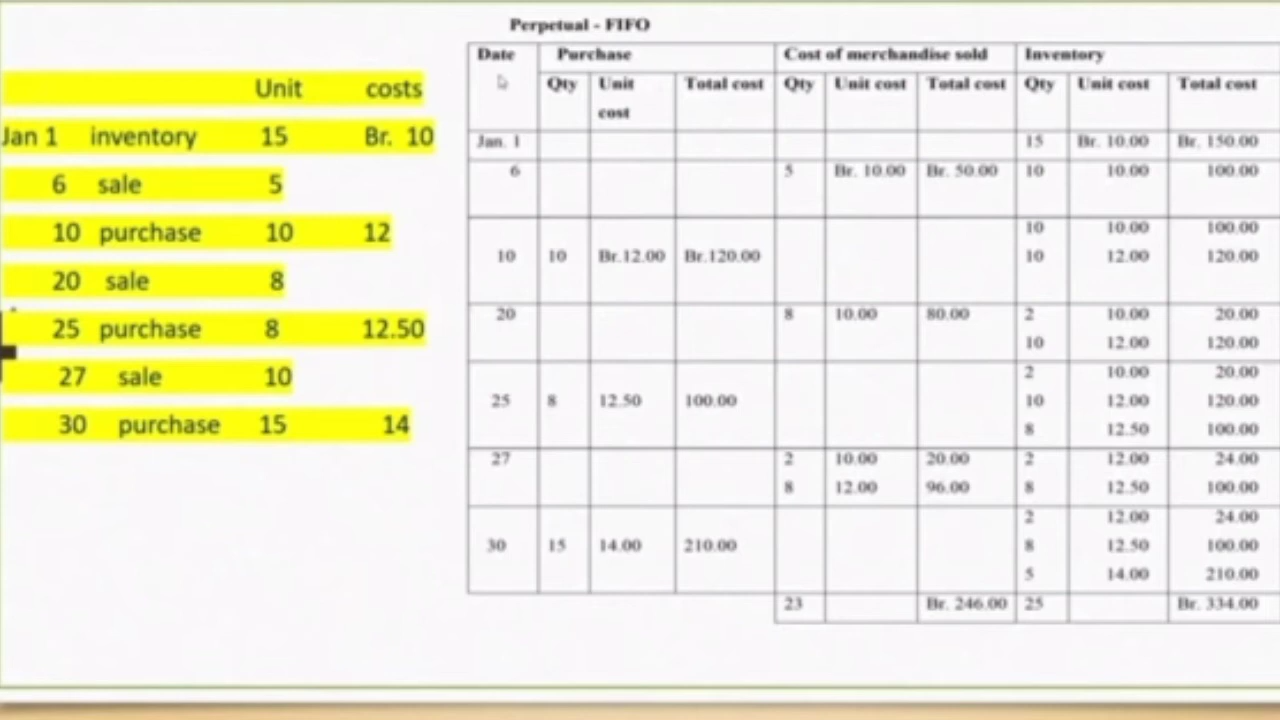 Unit costs
Jan 1 inventory 15 Br. 10
6 sale 5
10 purchase 10 12
20 sale 8
25 purchase 8 12.50
27 sale 10
30 purchase 15 14
Perpetual - FIFO
Date Purchase Cost of merchandise sold Inventory
Qty Unit cost Total cost Qty Unit cost Total cost Qty Unit cost Total cost
Jan. 1 15 Br. 10.00 Br. 150.00
6 5 Br. 10.00 Br. 50.00 10 10.00 100.00
10 10.00 100.00
10 10 Br.12.00 Br.120.00 10 12.00 120.00
20 8 10.00 80.00 2 10.00 20.00
10 12.00 120.00
2 10.00 20.00
25 8 12.50 100.00 10 12.00 120.00
8 12.50 100.00
27 2 10.00 20.00 2 12.00 24.00
8 12.00 96.00 8 12.50 100.00
2 12.00 24.00
30 15 14.00 210.00 8 12.50 100.00
5 14.00 210.00
23 Br. 246.00 25 Br. 334.00